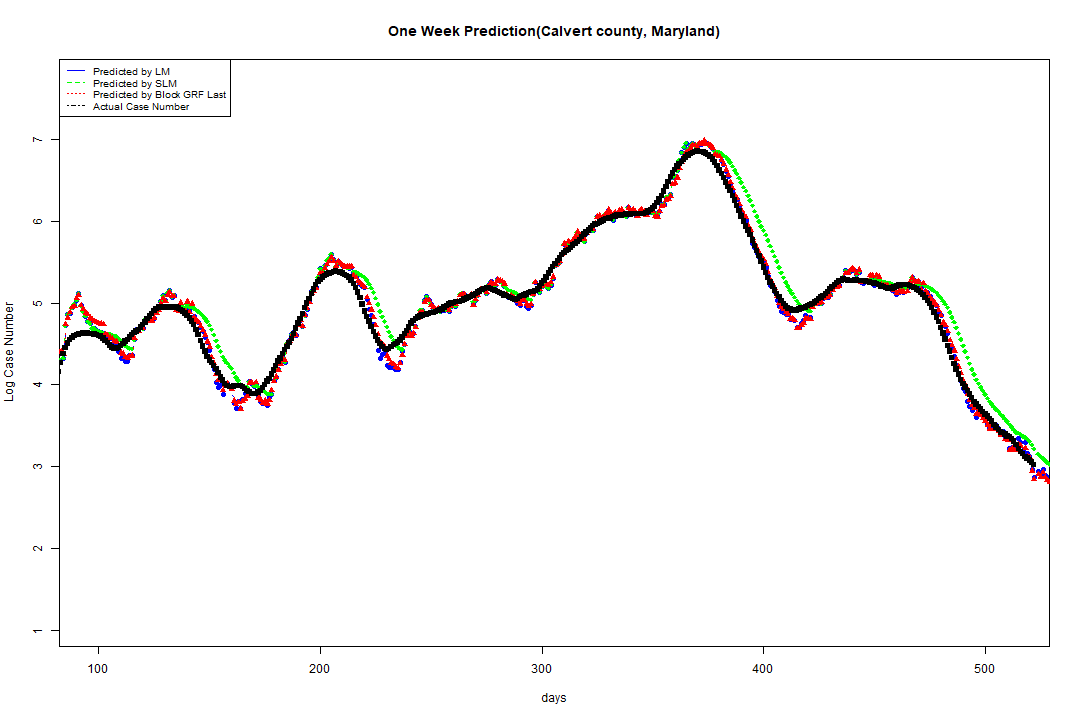 One Week Prediction(Calvert county, Maryland)
Predicted by LM
Predicted by SLM
Predicted by Block GRF Last
Actual Case Number
7
6
5
4
3
2
1
Log Case Number
100 200 300 400 500
days